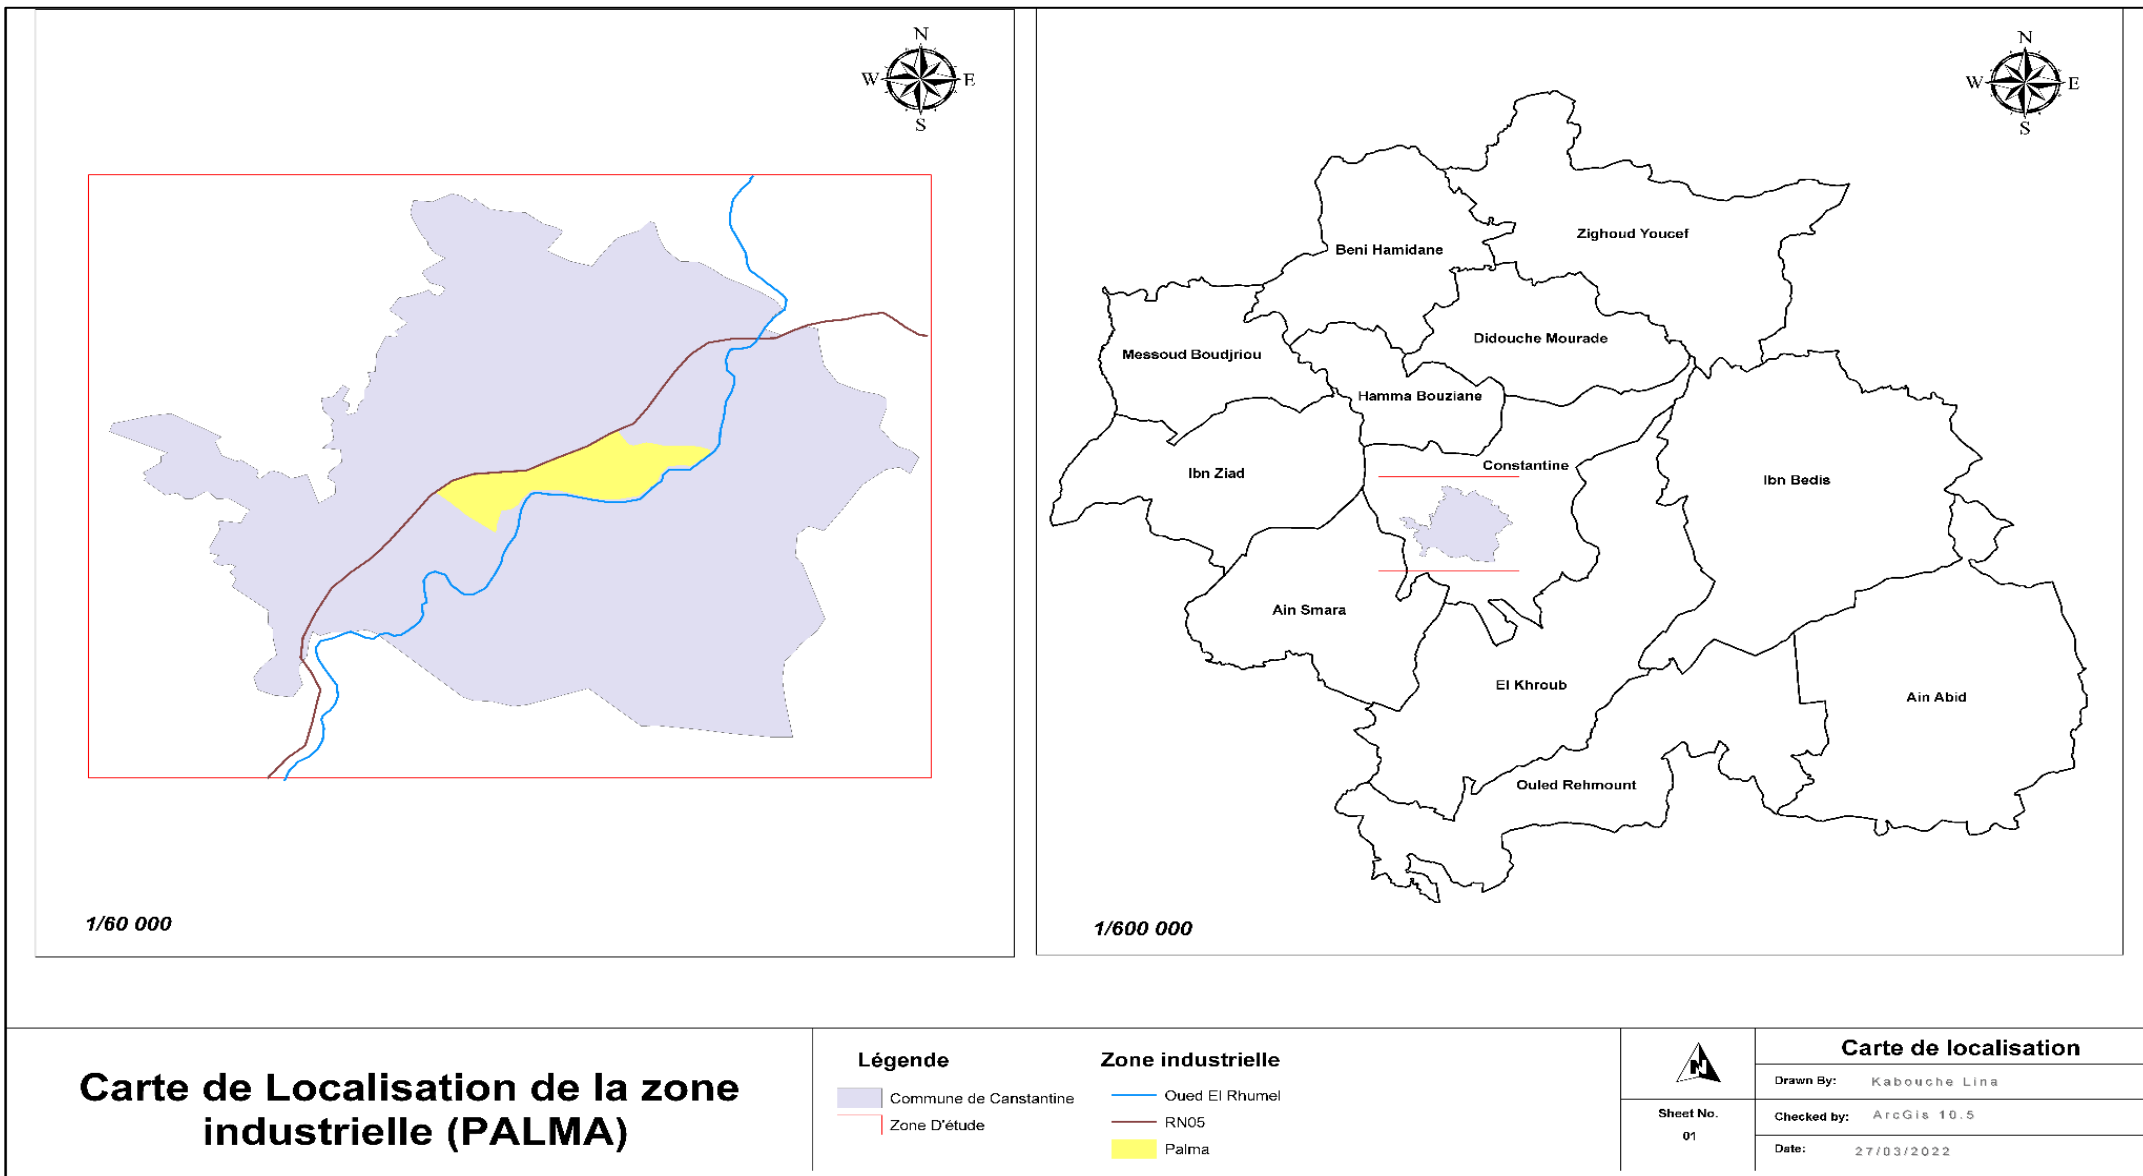 N
W E
S
1/60 000
N
W E
S
Zighoud Youcef
Beni Hamidane
Didouche Mourade
Messoud Boudjriou
Hamma Bouziane
Constantine
Ibn Ziad
Ibn Bedis
Ain Smara
El Khroub
Ain Abid
Ouled Rehmount
1/600 000
Carte de Localisation de la zone
industrielle (PALMA)
Légende
Commune de Canstantine
Zone D'étude
Zone industrielle
Oued El Rhumel
RN05
Palma
N
Sheet No.
01
Carte de localisation
Drawn By: Kabouche Lina
Checked by: ArcGis 10.5
Date: 27/03/2022